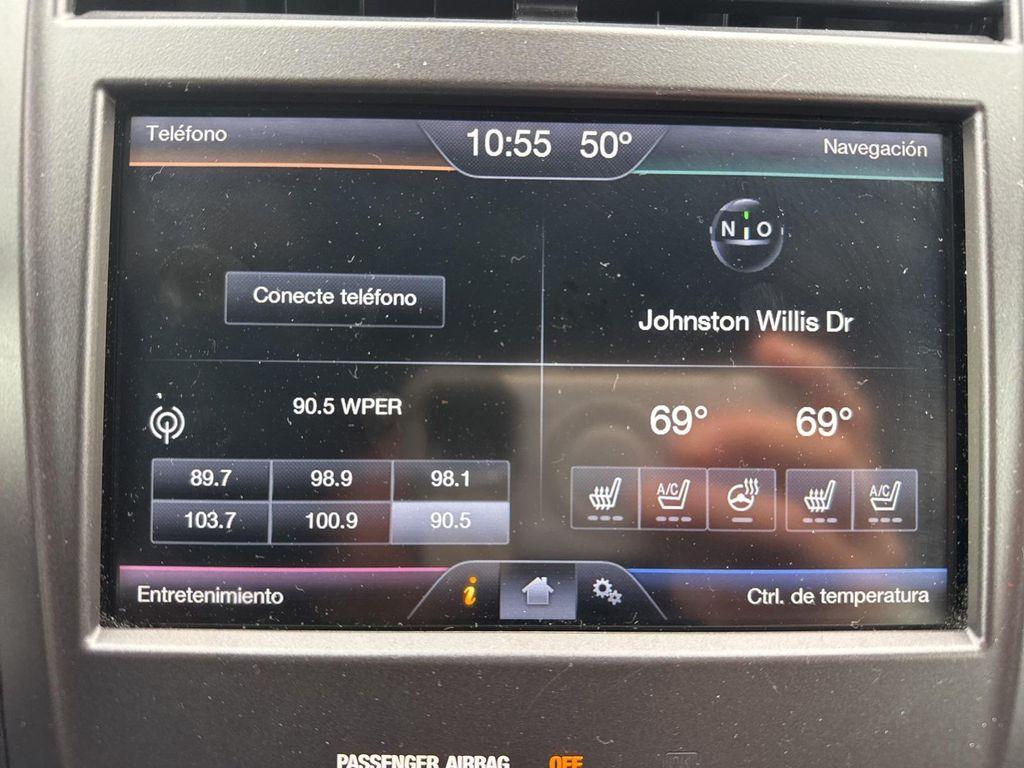 Teléfono
10:55 50º
Navegación
N O
Conecte teléfono
Johnston Willis Dr
90.5 WPER
69° 69°
89.7 98.9 98.1
A/C A/C
103.7 100.9 90.5
Entretenimiento
i
Ctrl. de temperatura
PASSENGER AIRBAG OFF